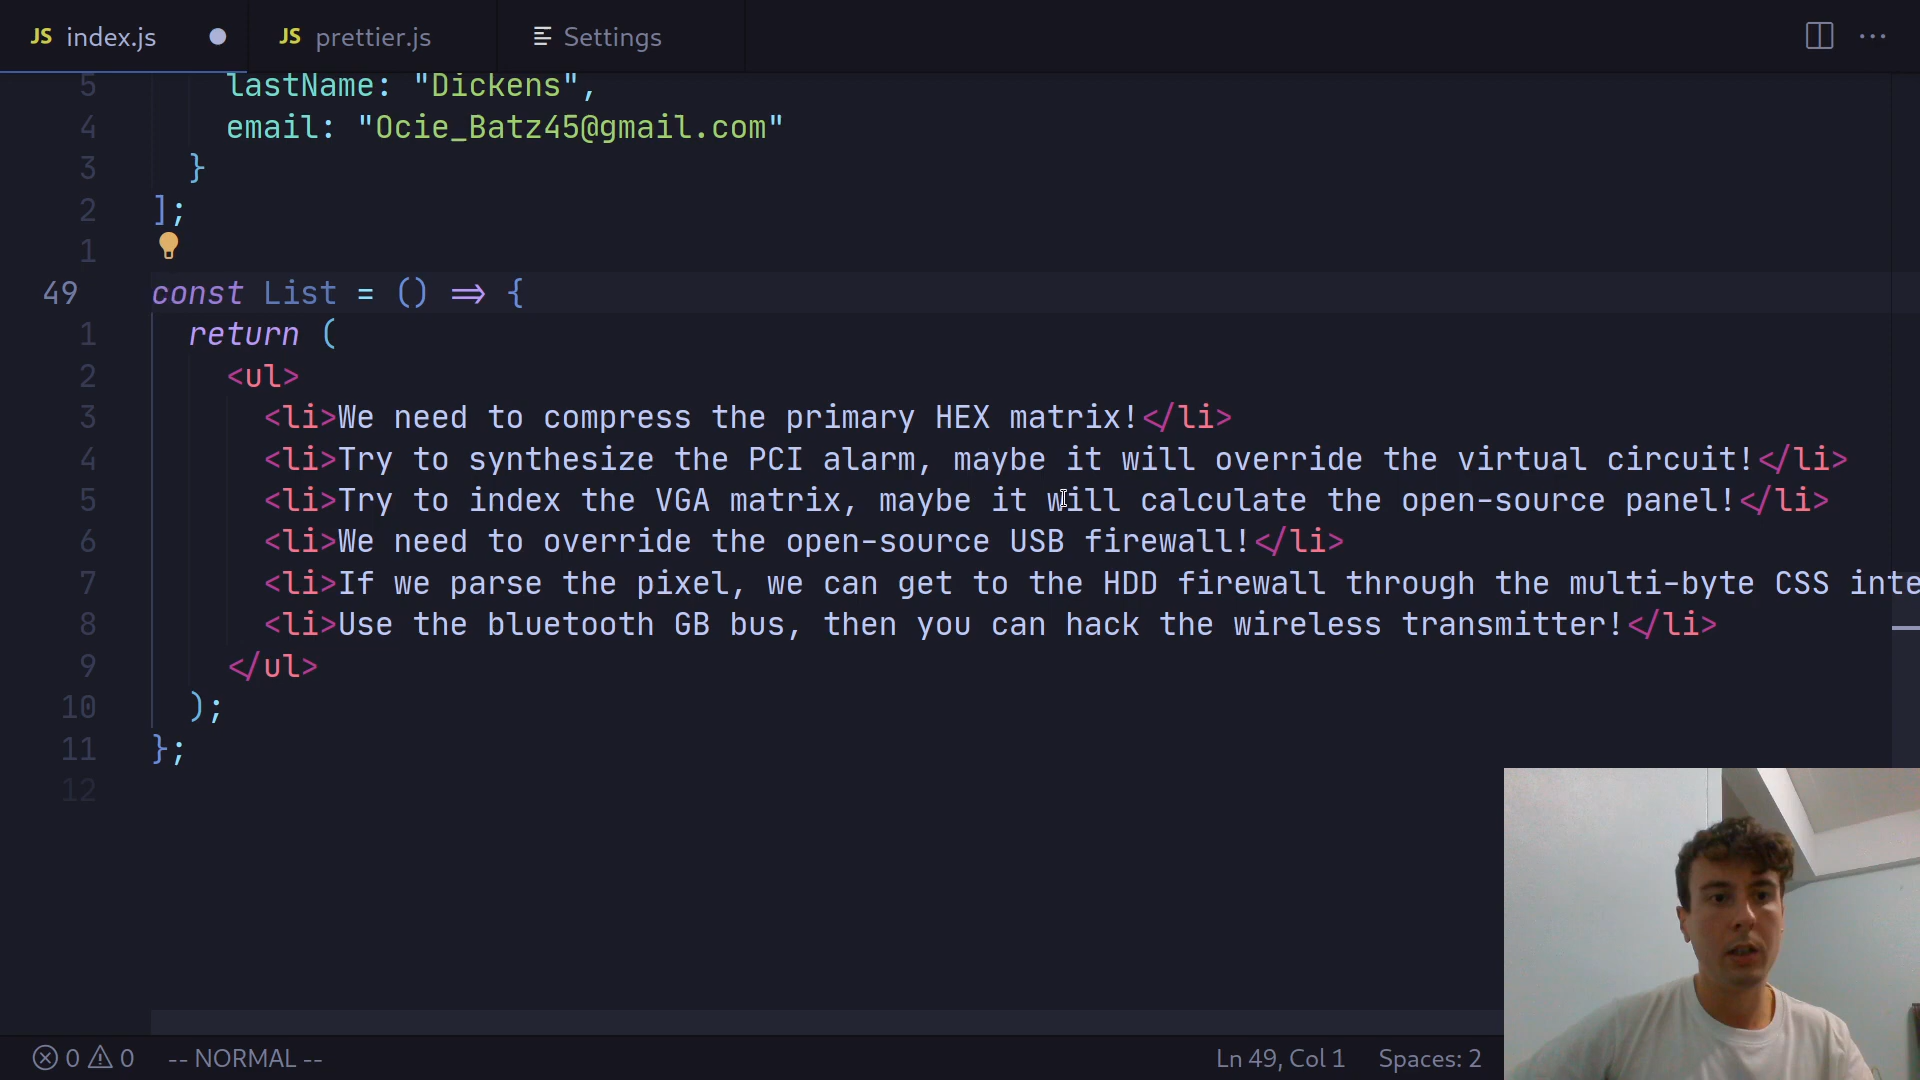 JS index.js JS prettier.js Settings ...
5 lastName: "Dickens",
4 email: "Ocie_Batz45@gmail.com"
3 }
2 ];
1
49 const List = () => {
1 return (
2 <ul>
3 <li>We need to compress the primary HEX matrix!</li>
4 <li>Try to synthesize the PCI alarm, maybe it will override the virtual circuit!</li>
5 <li>Try to index the VGA matrix, maybe it will calculate the open-source panel!</li>
6 <li>We need to override the open-source USB firewall!</li>
7 <li>If we parse the pixel, we can get to the HDD firewall through the multi-byte CSS inte
8 <li>Use the bluetooth GB bus, then you can hack the wireless transmitter!</li>
9 </ul>
10 );
11 };
12
0 0 -- NORMAL -- Ln 49, Col 1 Spaces: 2